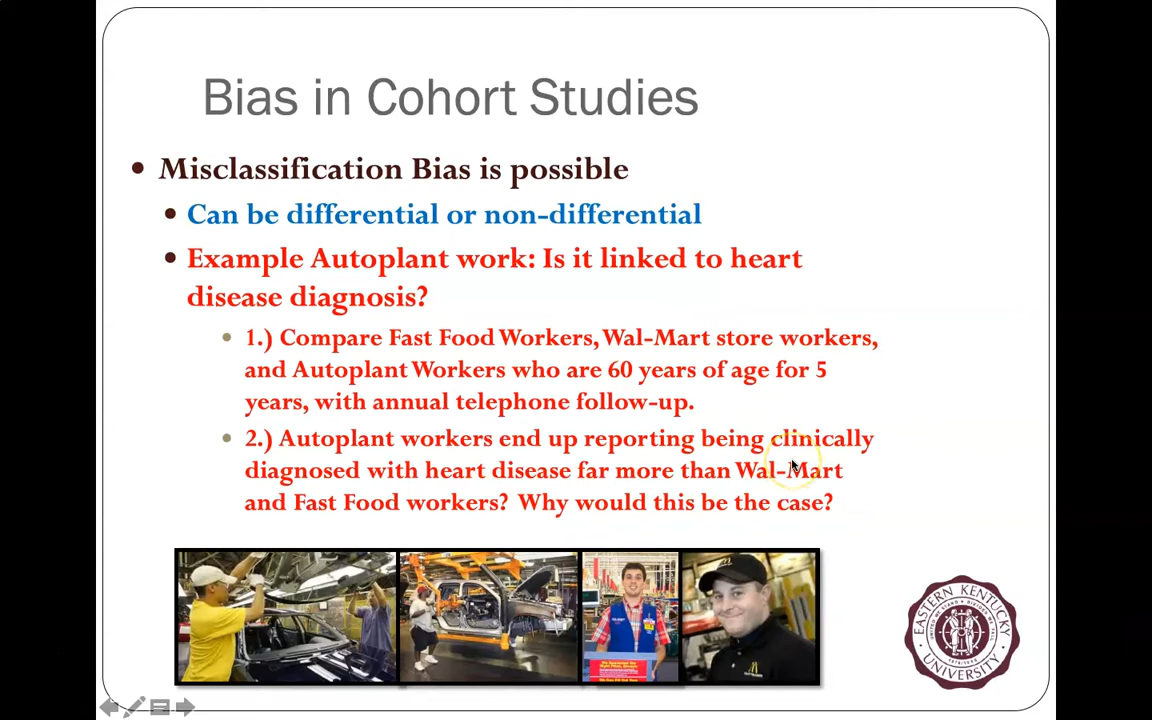 Bias in Cohort Studies
• Misclassification Bias is possible
• Can be differential or non-differential
• Example Autoplant work: Is it linked to heart
disease diagnosis?
• 1.) Compare Fast Food Workers, Wal-Mart store workers,
and Autoplant Workers who are 60 years of age for 5
years, with annual telephone follow-up.
• 2.) Autoplant workers end up reporting being clinically
diagnosed with heart disease far more than Wal-Mart
and Fast Food workers? Why would this be the case?
EASTERN KENTUCKY
UNIVERSITY